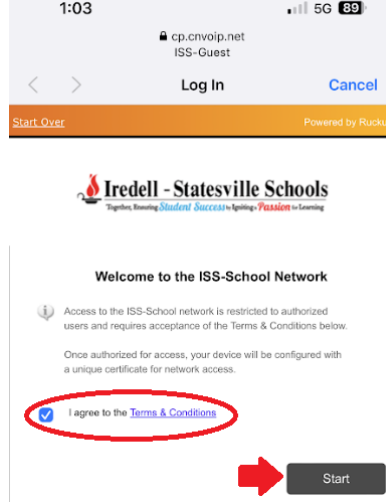 1:03
5G 89
cp.cnvoip.net
ISS-Guest
Log In
Cancel
Start Over
Powered by Rucku
Iredell - Statesville Schools
Together, Ensuring Student Success by Igniting a Passion for Learning
Welcome to the ISS-School Network
Access to the ISS-School network is restricted to authorized
users and requires acceptance of the Terms & Conditions below.
Once authorized for access, your device will be configured with
a unique certificate for network access.
I agree to the Terms & Conditions
Start